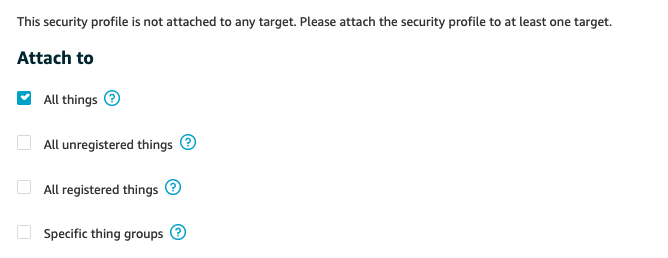 This security profile is not attached to any target. Please attach the security profile to at least one target.
Attach to
All things ?
All unregistered things ?
All registered things ?
Specific thing groups ?